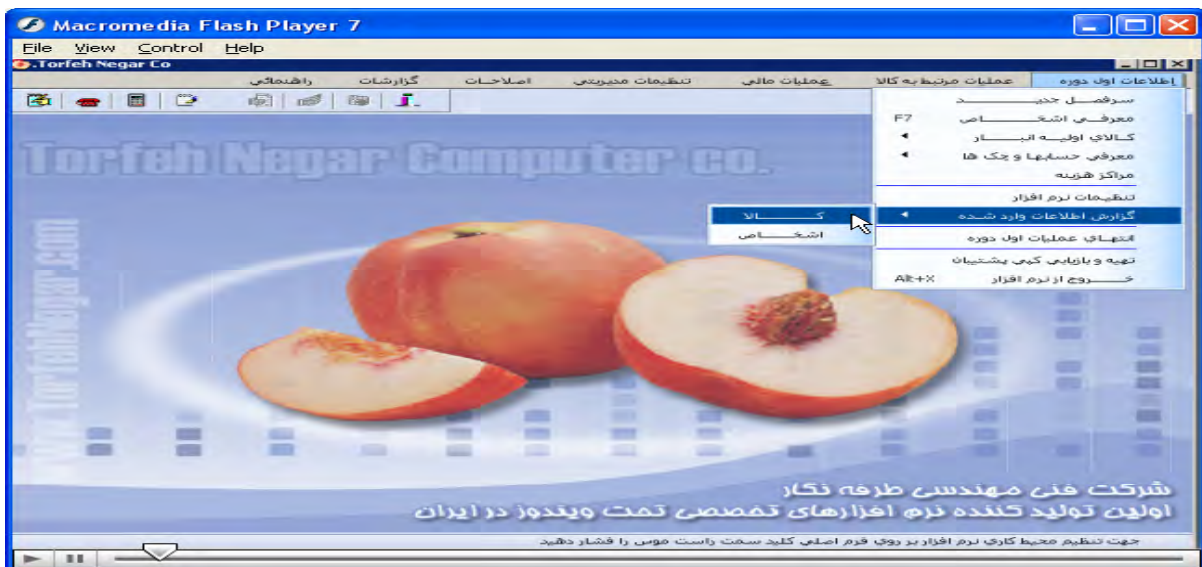 Macromedia Flash Player 7
File View Control Help
.Torfeh Negar Co
اطلاعات اول دوره عملیات مرتبط به کالا عملیات مالی تنظیمات مدیریتی اصلاحات گزارشات راهنمائی
سرفصل جدید
معرفی اشخاص F7
کالای اولیه انبار
معرفی حسابها و چک ها
مراکز هزینه
تنظیمات نرم افزار
گزارش اطلاعات وارد شده
کالا
اشخاص
انتهای عملیات اول دوره
تهیه و بازیابی کپی پشتیبان
خروج از نرم افزار Alt+X
Torfeh Negar Computer co.
www.TorfehNegar.com
شرکت فنی مهندسی طرفه نگار
اولین تولید کننده نرم افزارهای تخصصی تحت ویندوز در ایران
جهت تنظیم محیط کاری نرم افزار بر روی فرم اصلی کلید سمت راست موس را فشار دهید